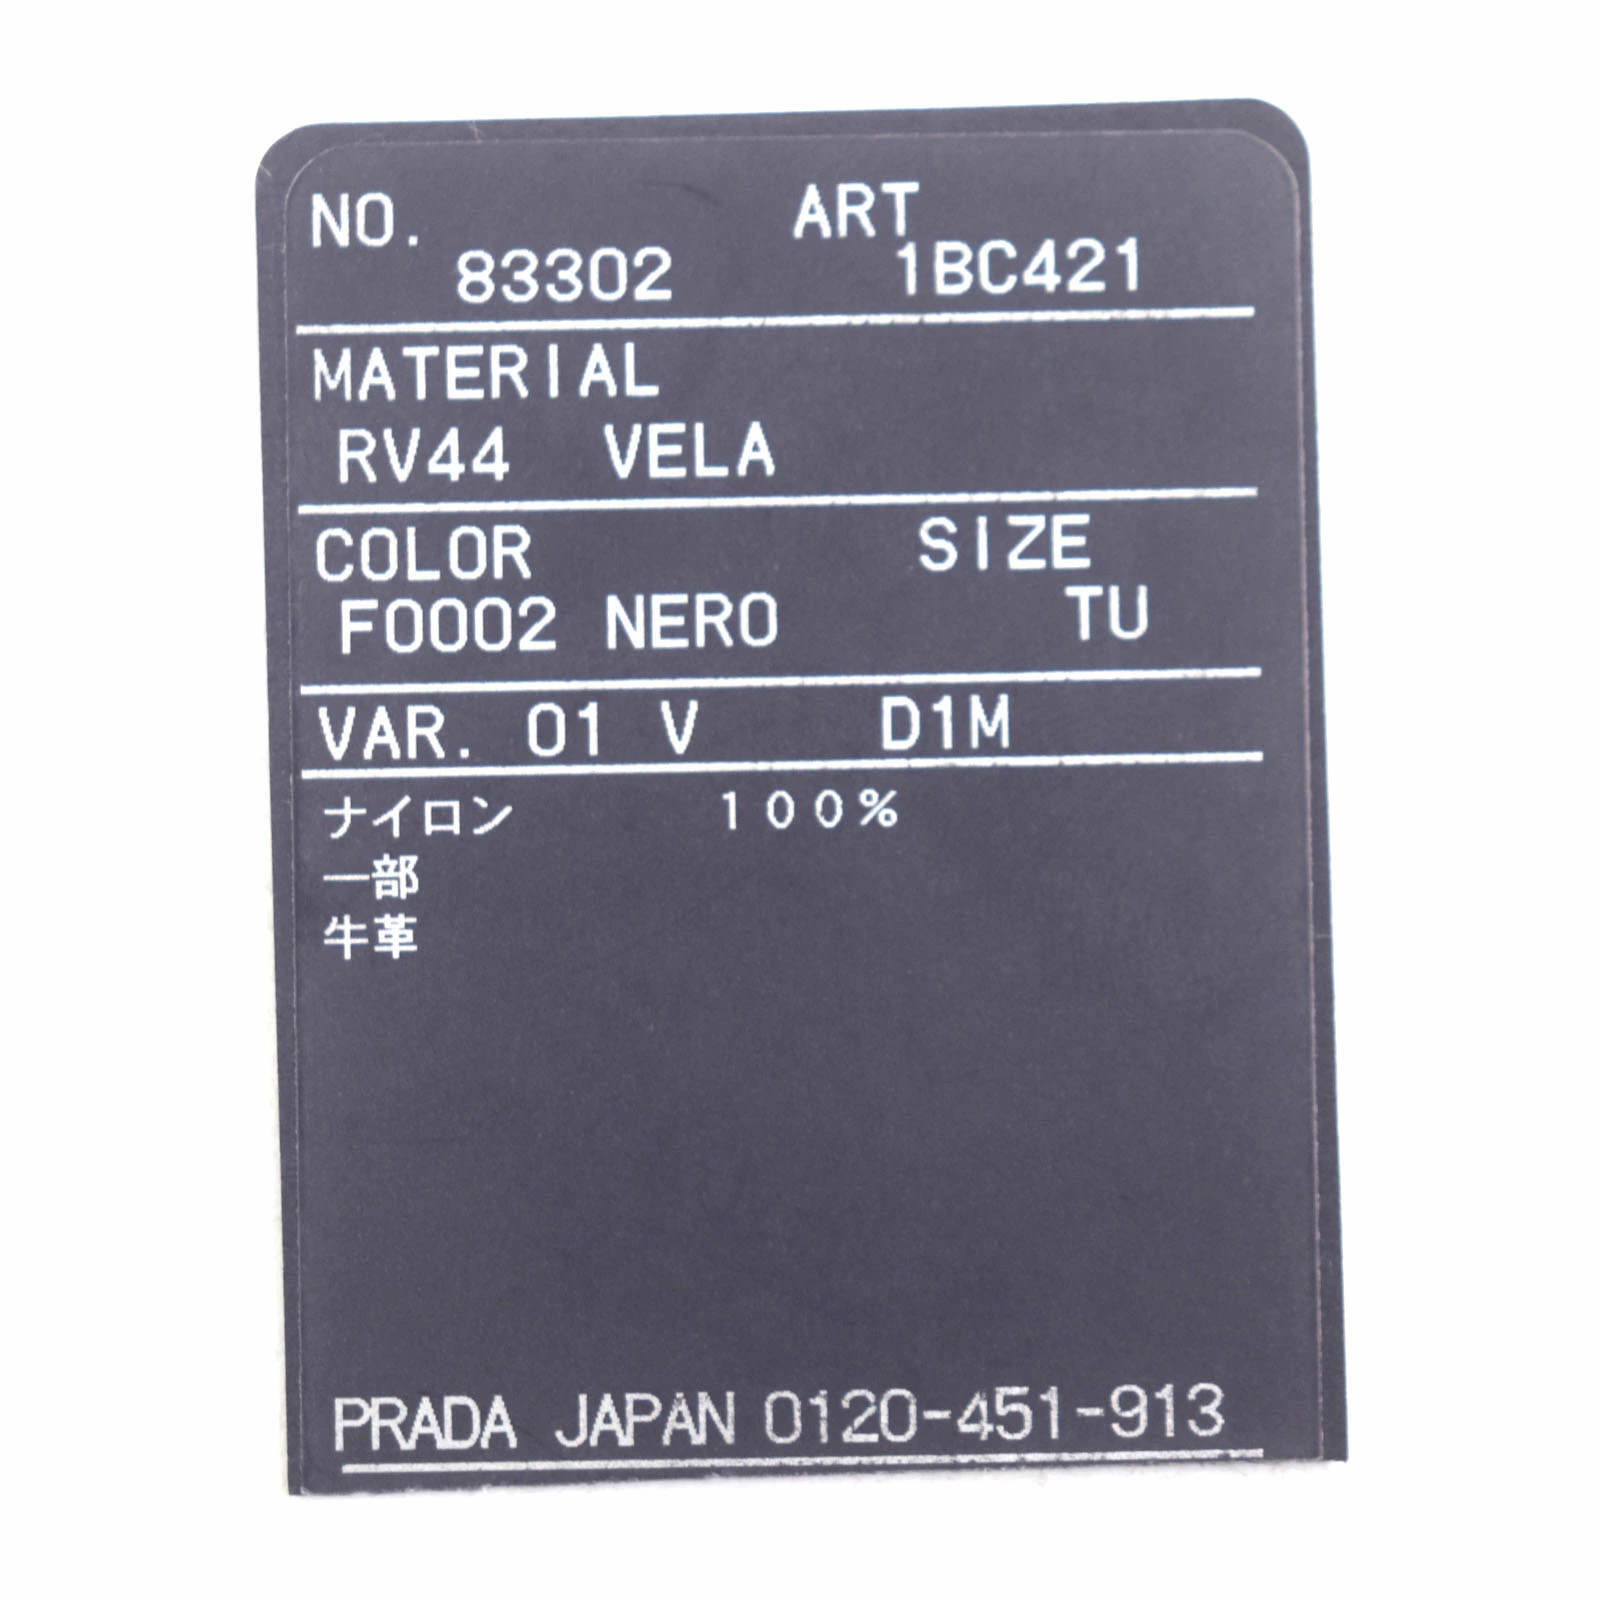 NO. ART
83302 1BC421
MATERIAL
RV44 VELA
COLOR SIZE
F0002 NERO TU
VAR. 01 V D1M
ナイロン 100%
一部
牛革
PRADA JAPAN 0120-451-913